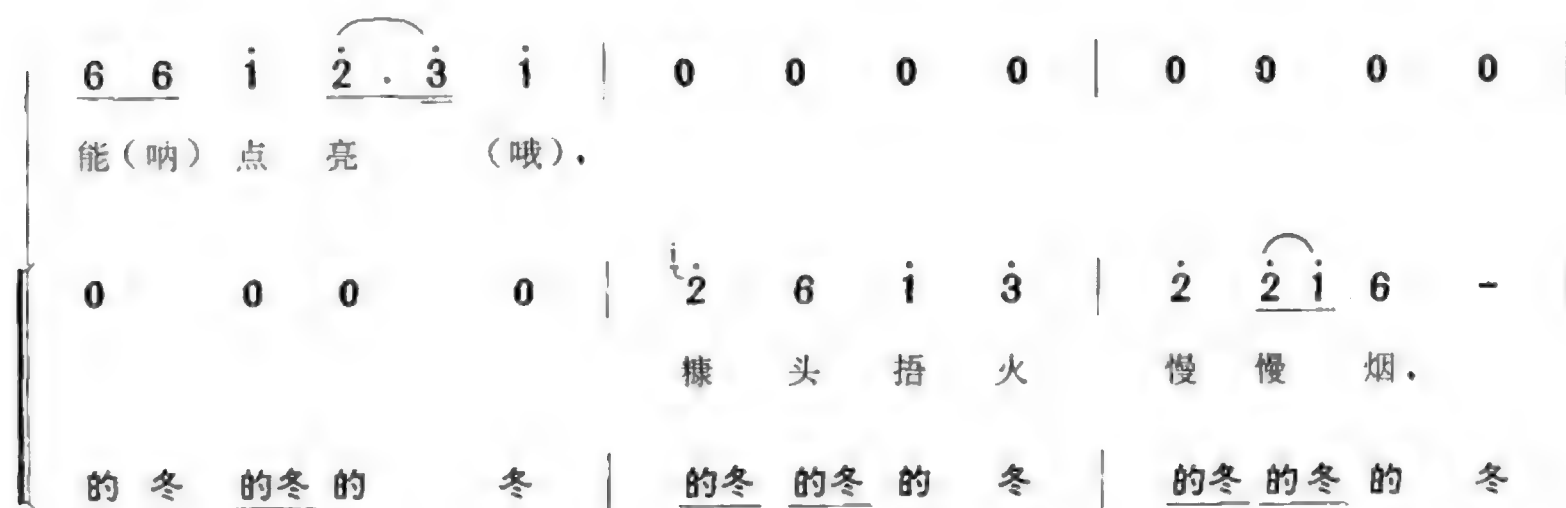 6 6 i̇ 2̇ . 3̇ i̇ | 0 0 0 0 | 0 0 0 0
能（呐）点 亮 （哦）,
0 0 0 0 | i̇ 2̇ 6 i̇ 3̇ | 2̇ 2̇ i̇ 6 -
糠 头 捂 火 慢 慢 烟,
的 冬 的冬 的 冬 | 的冬 的冬 的 冬 | 的冬 的冬 的 冬